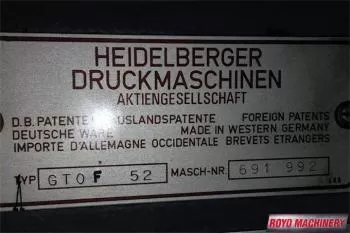 HEIDELBERGER
DRUCKMASCHINEN
AKTIENGESELLSCHAFT
D.B. PATENTE AUSLANDSPATENTE FOREIGN PATENTS
DEUTSCHE WARE MADE IN WESTERN GERMANY
IMPORTE D'ALLEMAGNE OCCIDENTALE BREVETS ETRANGERS
TYP GTO F 52 MASCH-NR. 691 992
ROYO MACHINERY